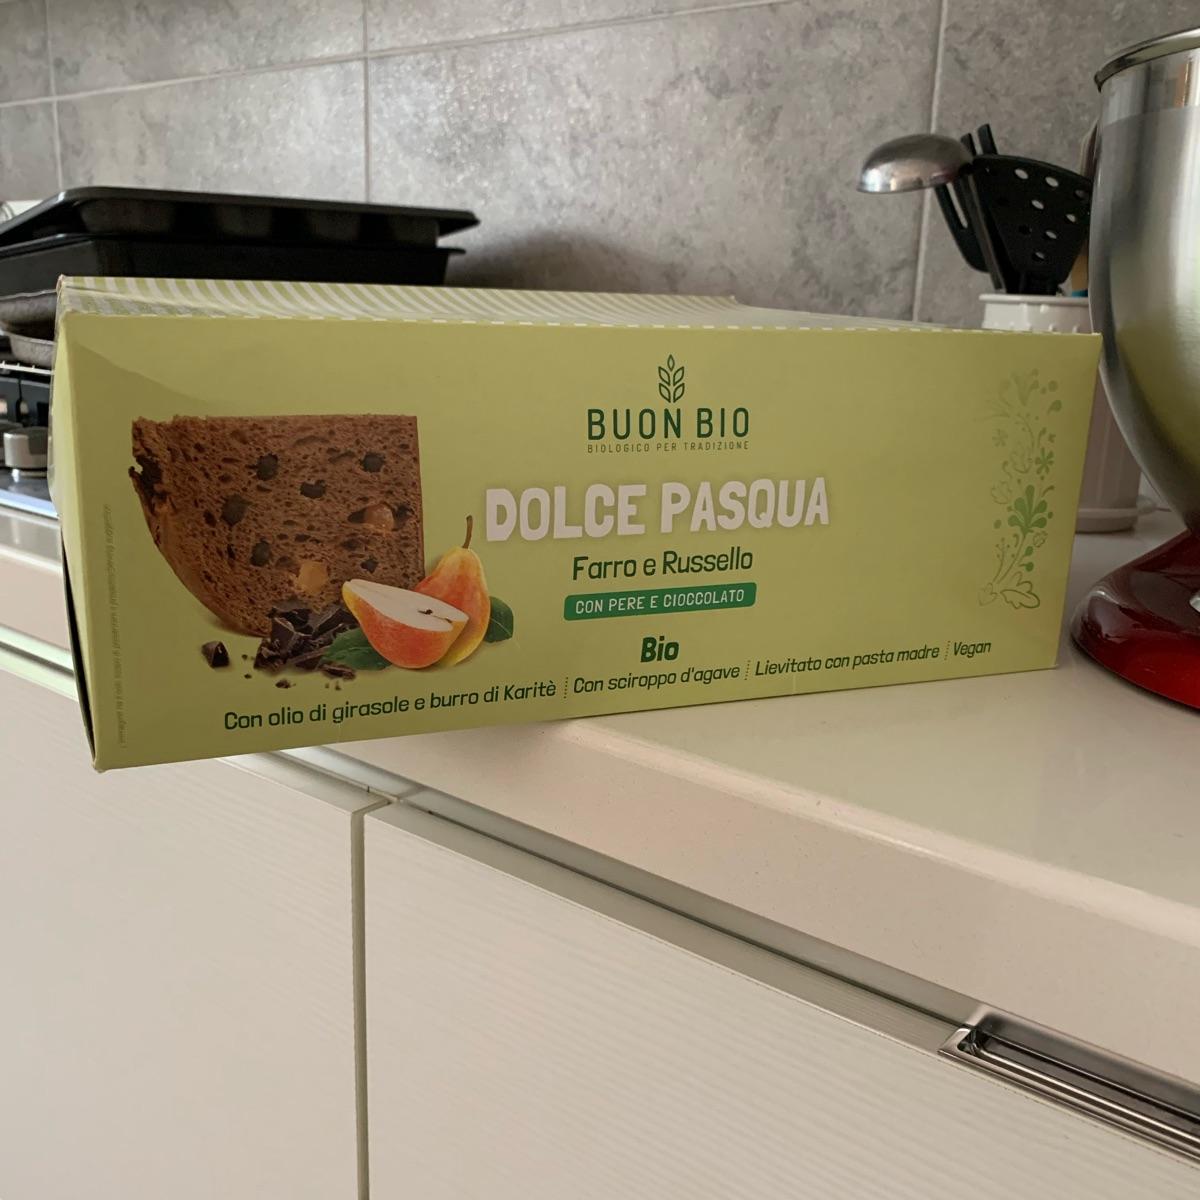 BUON BIO
BIOLOGICO PER TRADIZIONE
DOLCE PASQUA
Farro e Russello
CON PERE E CIOCCOLATO
Bio
Con olio di girasole e burro di Karitè Con sciroppo d'agave Lievitato con pasta madre Vegan